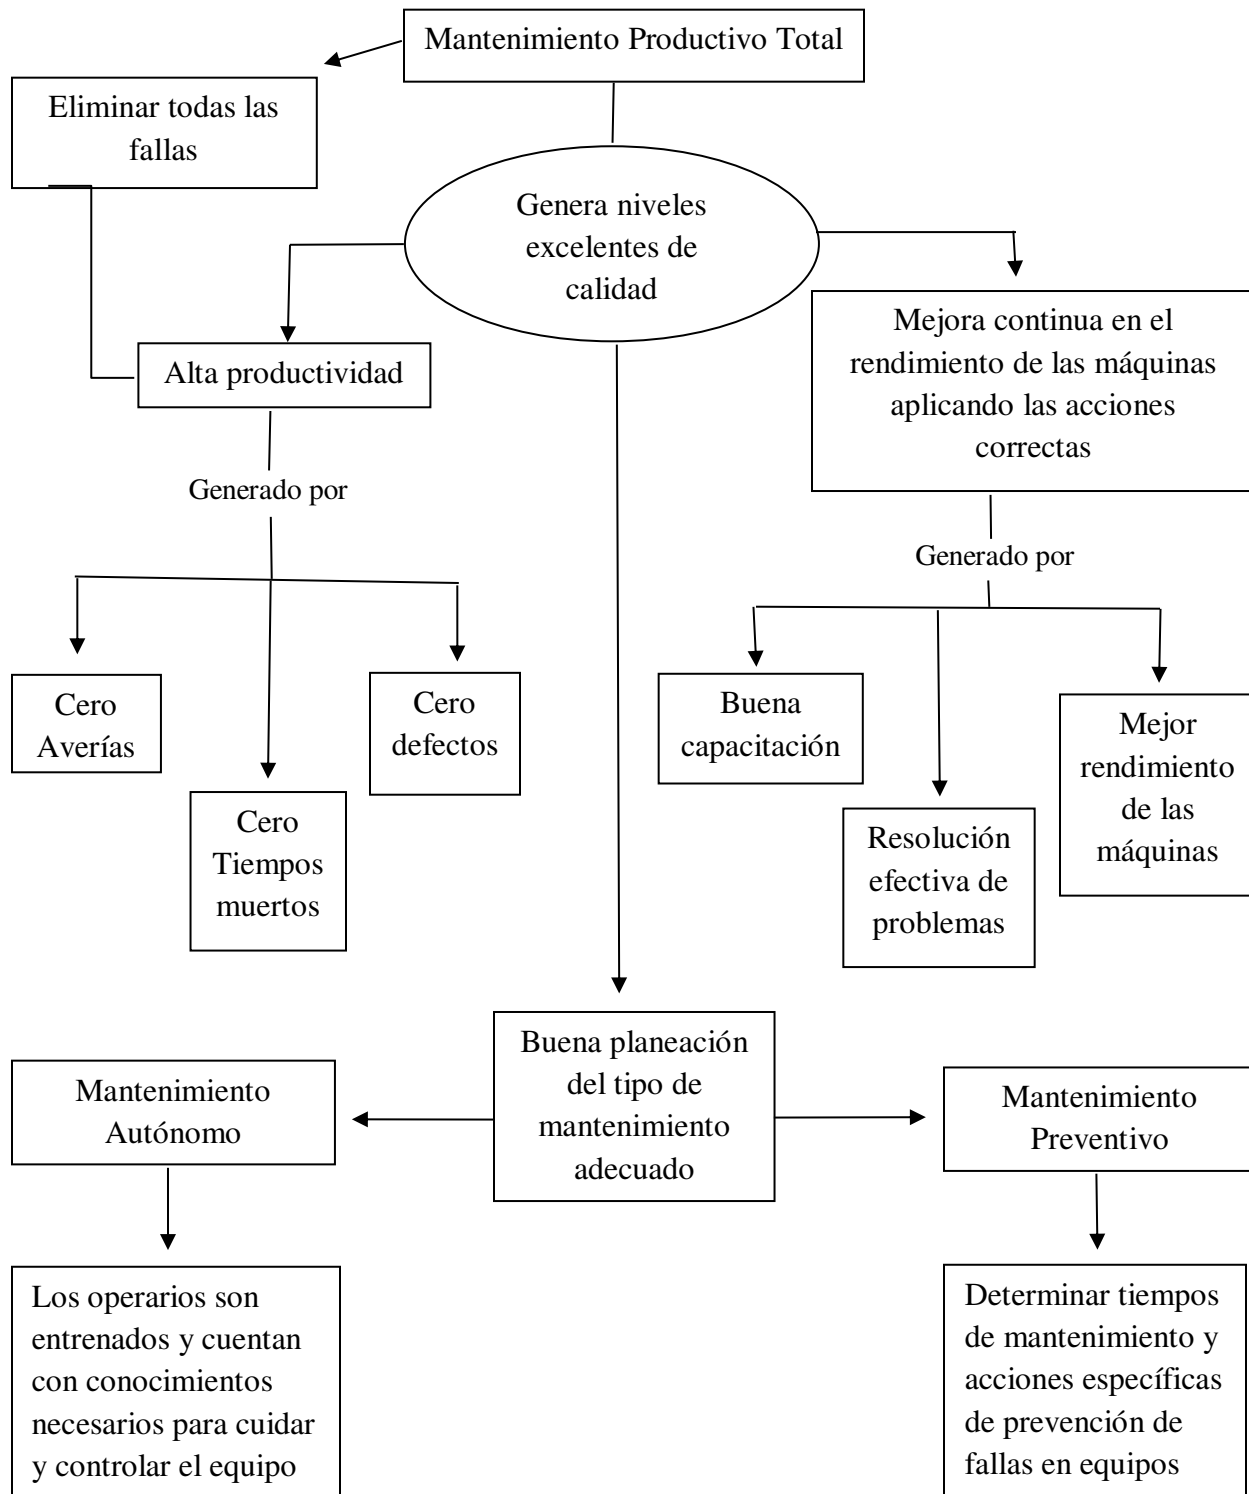 Mantenimiento Productivo Total
Eliminar todas las
fallas
Genera niveles
excelentes de
calidad
Alta productividad
Mejora continua en el
rendimiento de las máquinas
aplicando las acciones
correctas
Generado por
Generado por
Cero
Averías
Cero
Tiempos
muertos
Cero
defectos
Buena
capacitación
Resolución
efectiva de
problemas
Mejor
rendimiento
de las
máquinas
Buena planeación
del tipo de
mantenimiento
adecuado
Mantenimiento
Autónomo
Mantenimiento
Preventivo
Los operarios son
entrenados y cuentan
con conocimientos
necesarios para cuidar
y controlar el equipo
Determinar tiempos
de mantenimiento y
acciones específicas
de prevención de
fallas en equipos